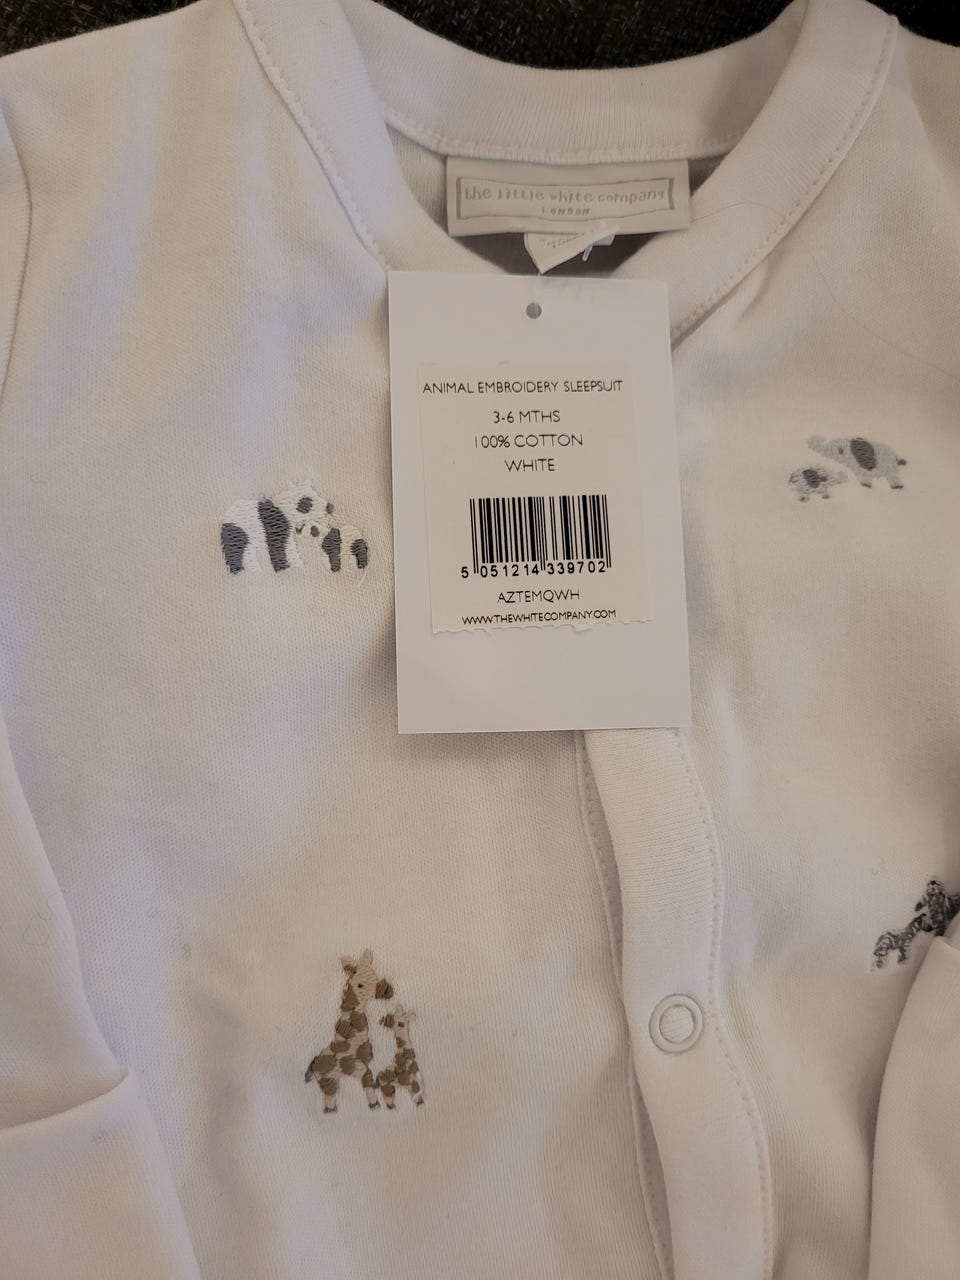 the little white company
LONDON
ANIMAL EMBROIDERY SLEEPSUIT
3-6 MTHS
100% COTTON
WHITE
5 051214 339702
AZTEMQWH
WWW.THEWHITECOMPANY.COM